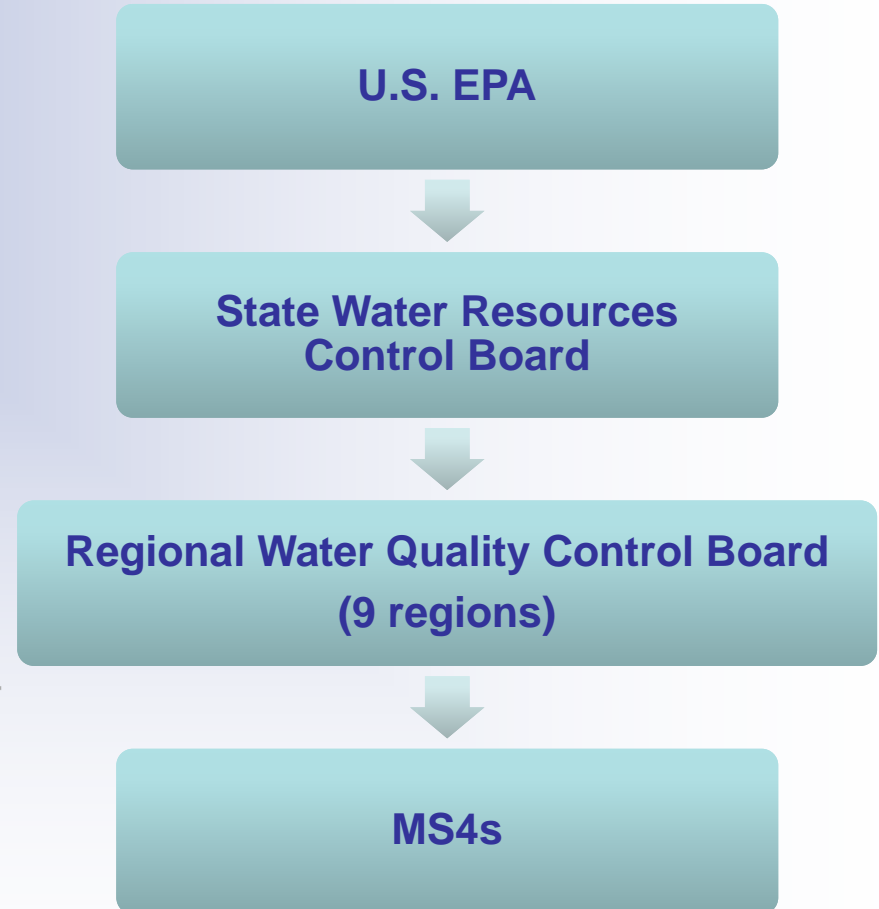 U.S. EPA
State Water Resources
Control Board
Regional Water Quality Control Board
(9 regions)
MS4s